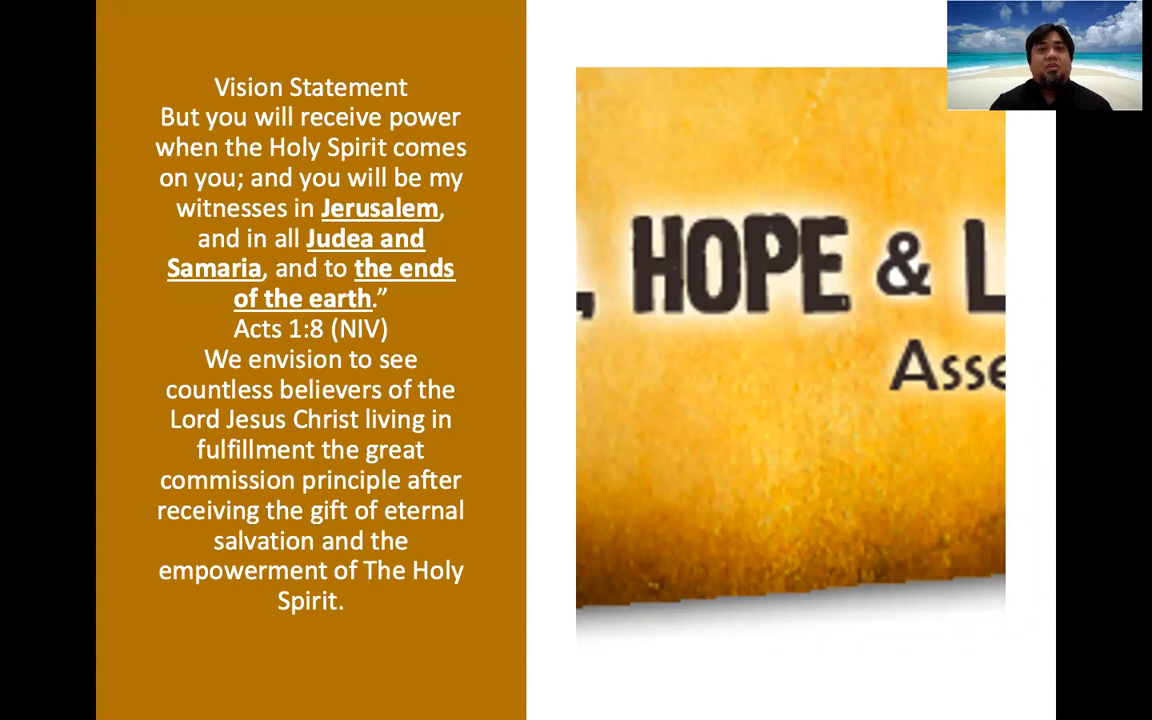 Vision Statement
But you will receive power
when the Holy Spirit comes
on you; and you will be my
witnesses in Jerusalem,
and in all Judea and
Samaria, and to the ends
of the earth.”
Acts 1:8 (NIV)
We envision to see
countless believers of the
Lord Jesus Christ living in
fulfillment the great
commission principle after
receiving the gift of eternal
salvation and the
empowerment of The Holy
Spirit.
, HOPE & L
Asse